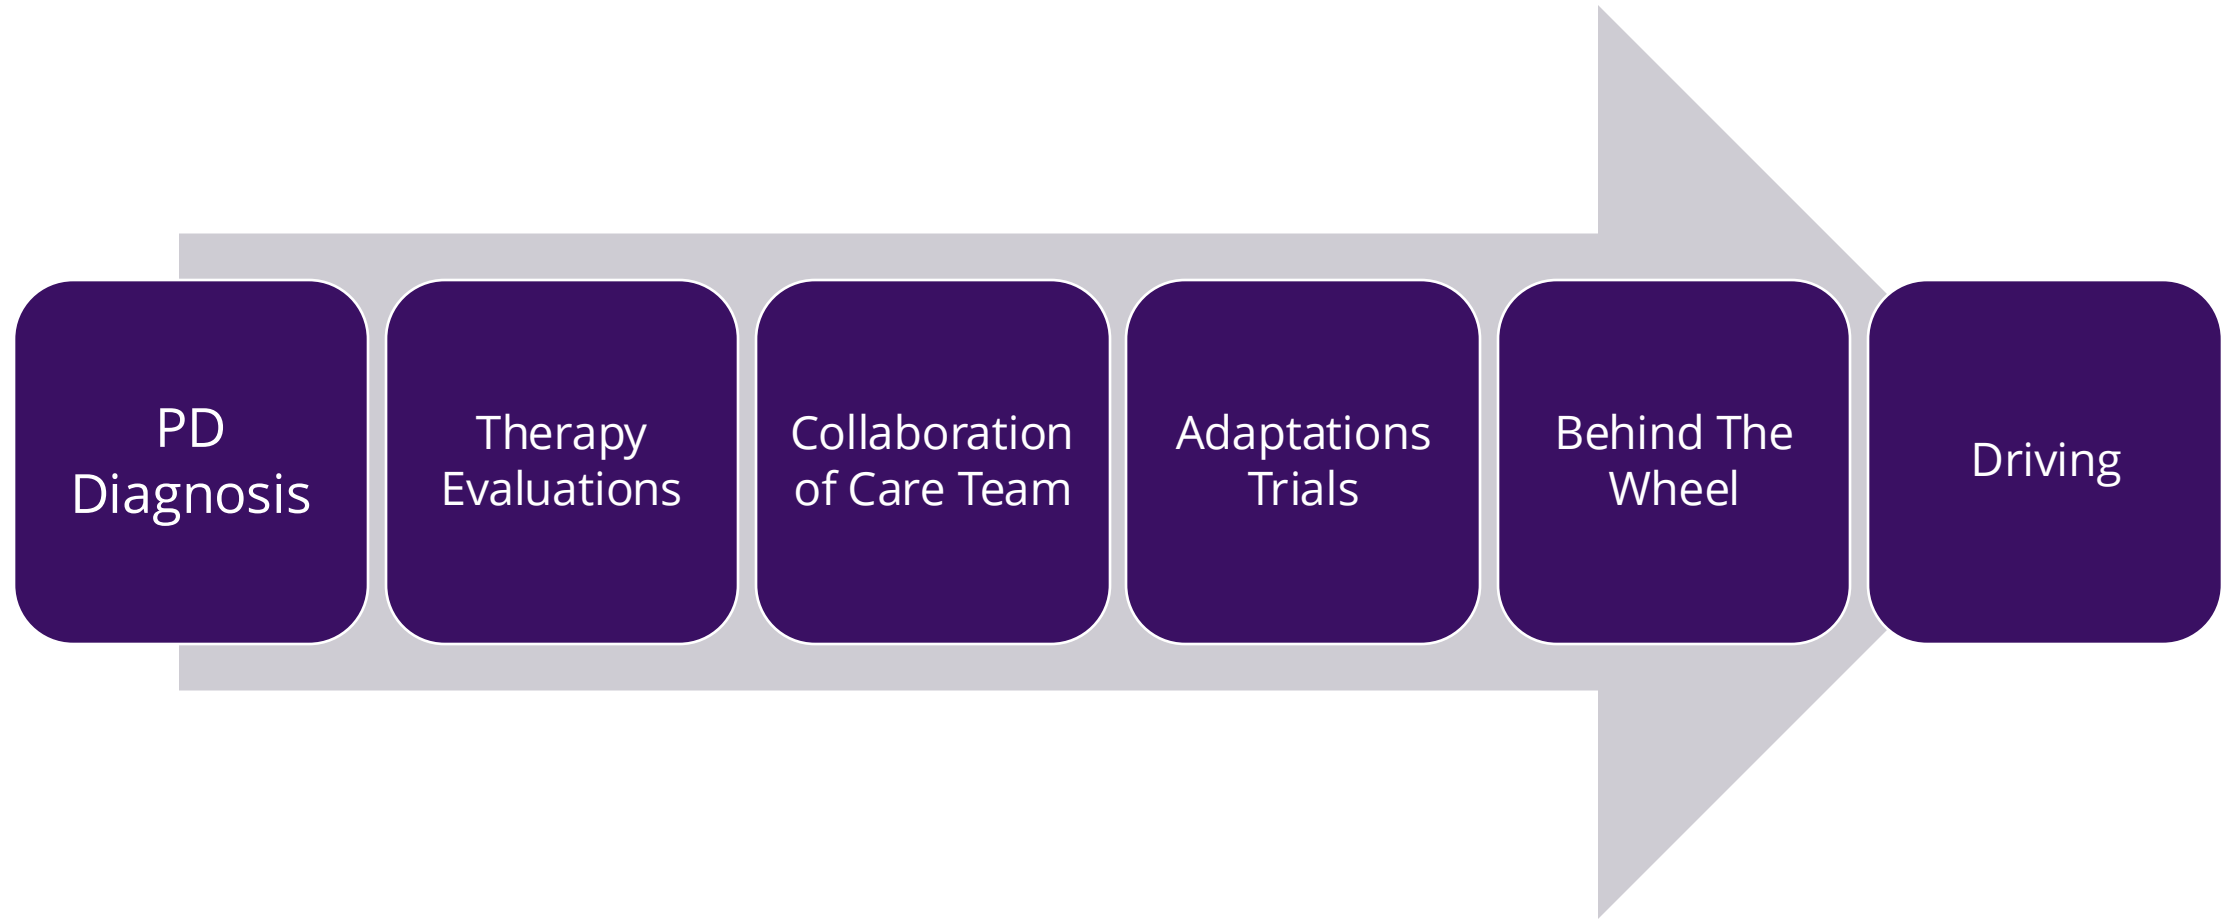 PD
Diagnosis
Therapy
Evaluations
Collaboration
of Care Team
Adaptations
Trials
Behind The
Wheel
Driving